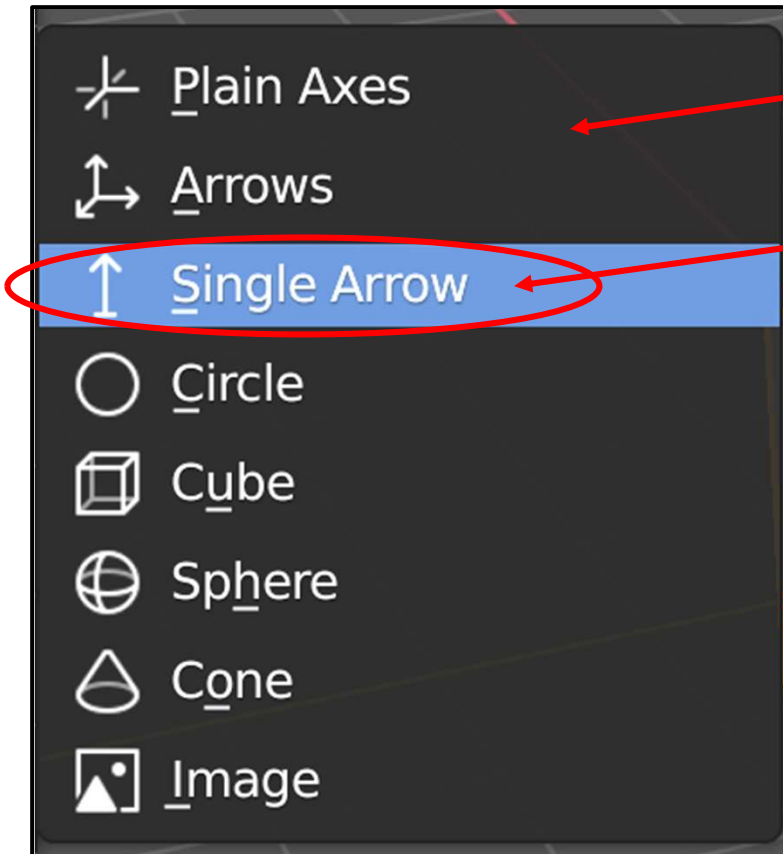 Plain Axes
Arrows
Single Arrow
Circle
Cube
Sphere
Cone
Image